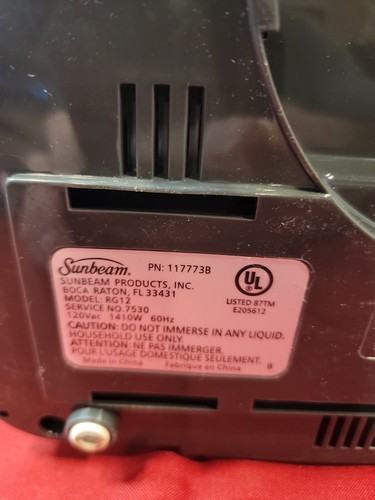 Sunbeam. PN: 117773B
SUNBEAM PRODUCTS, INC.
BOCA RATON, FL 33431
MODEL: RG12
SERVICE NO.7530
120Vac 1410W 60Hz
CAUTION: DO NOT IMMERSE IN ANY LIQUID.
HOUSEHOLD USE ONLY.
ATTENTION: NE PAS IMMERGER.
POUR L'USAGE DOMESTIQUE SEULEMENT.
Made in China Fabriqué en China
UL
LISTED 87TM
E205612